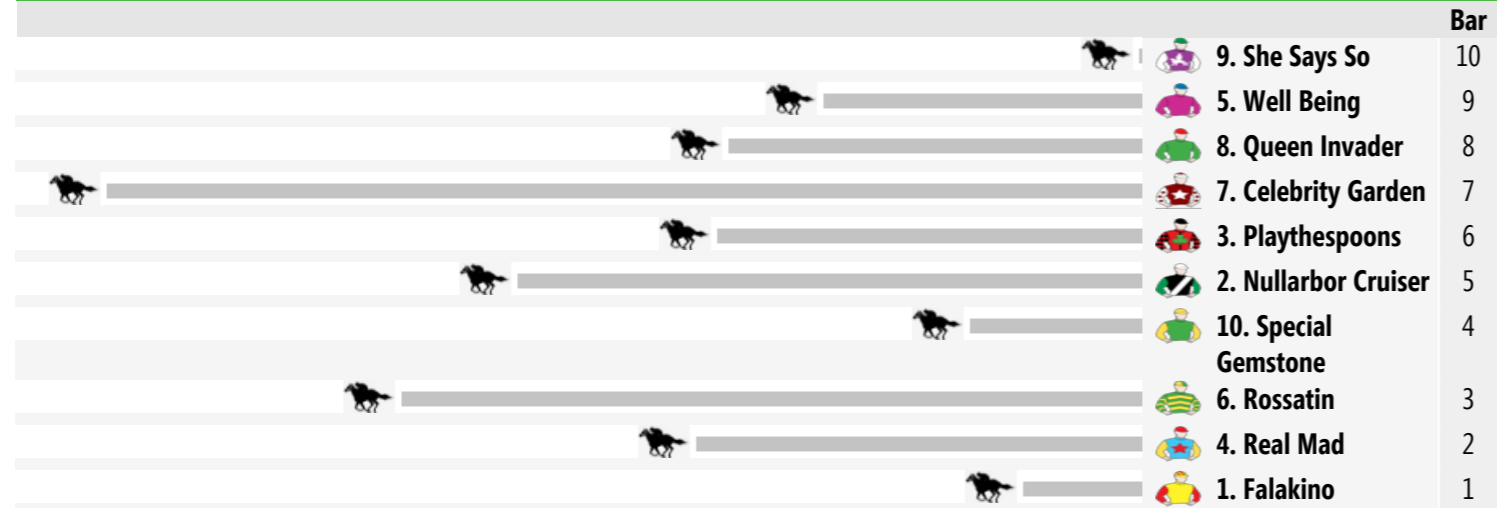 Bar
9. She Says So 10
5. Well Being 9
8. Queen Invader 8
7. Celebrity Garden 7
3. Playthespoons 6
2. Nullarbor Cruiser 5
10. Special 4
Gemstone
6. Rossatin 3
4. Real Mad 2
1. Falakino 1